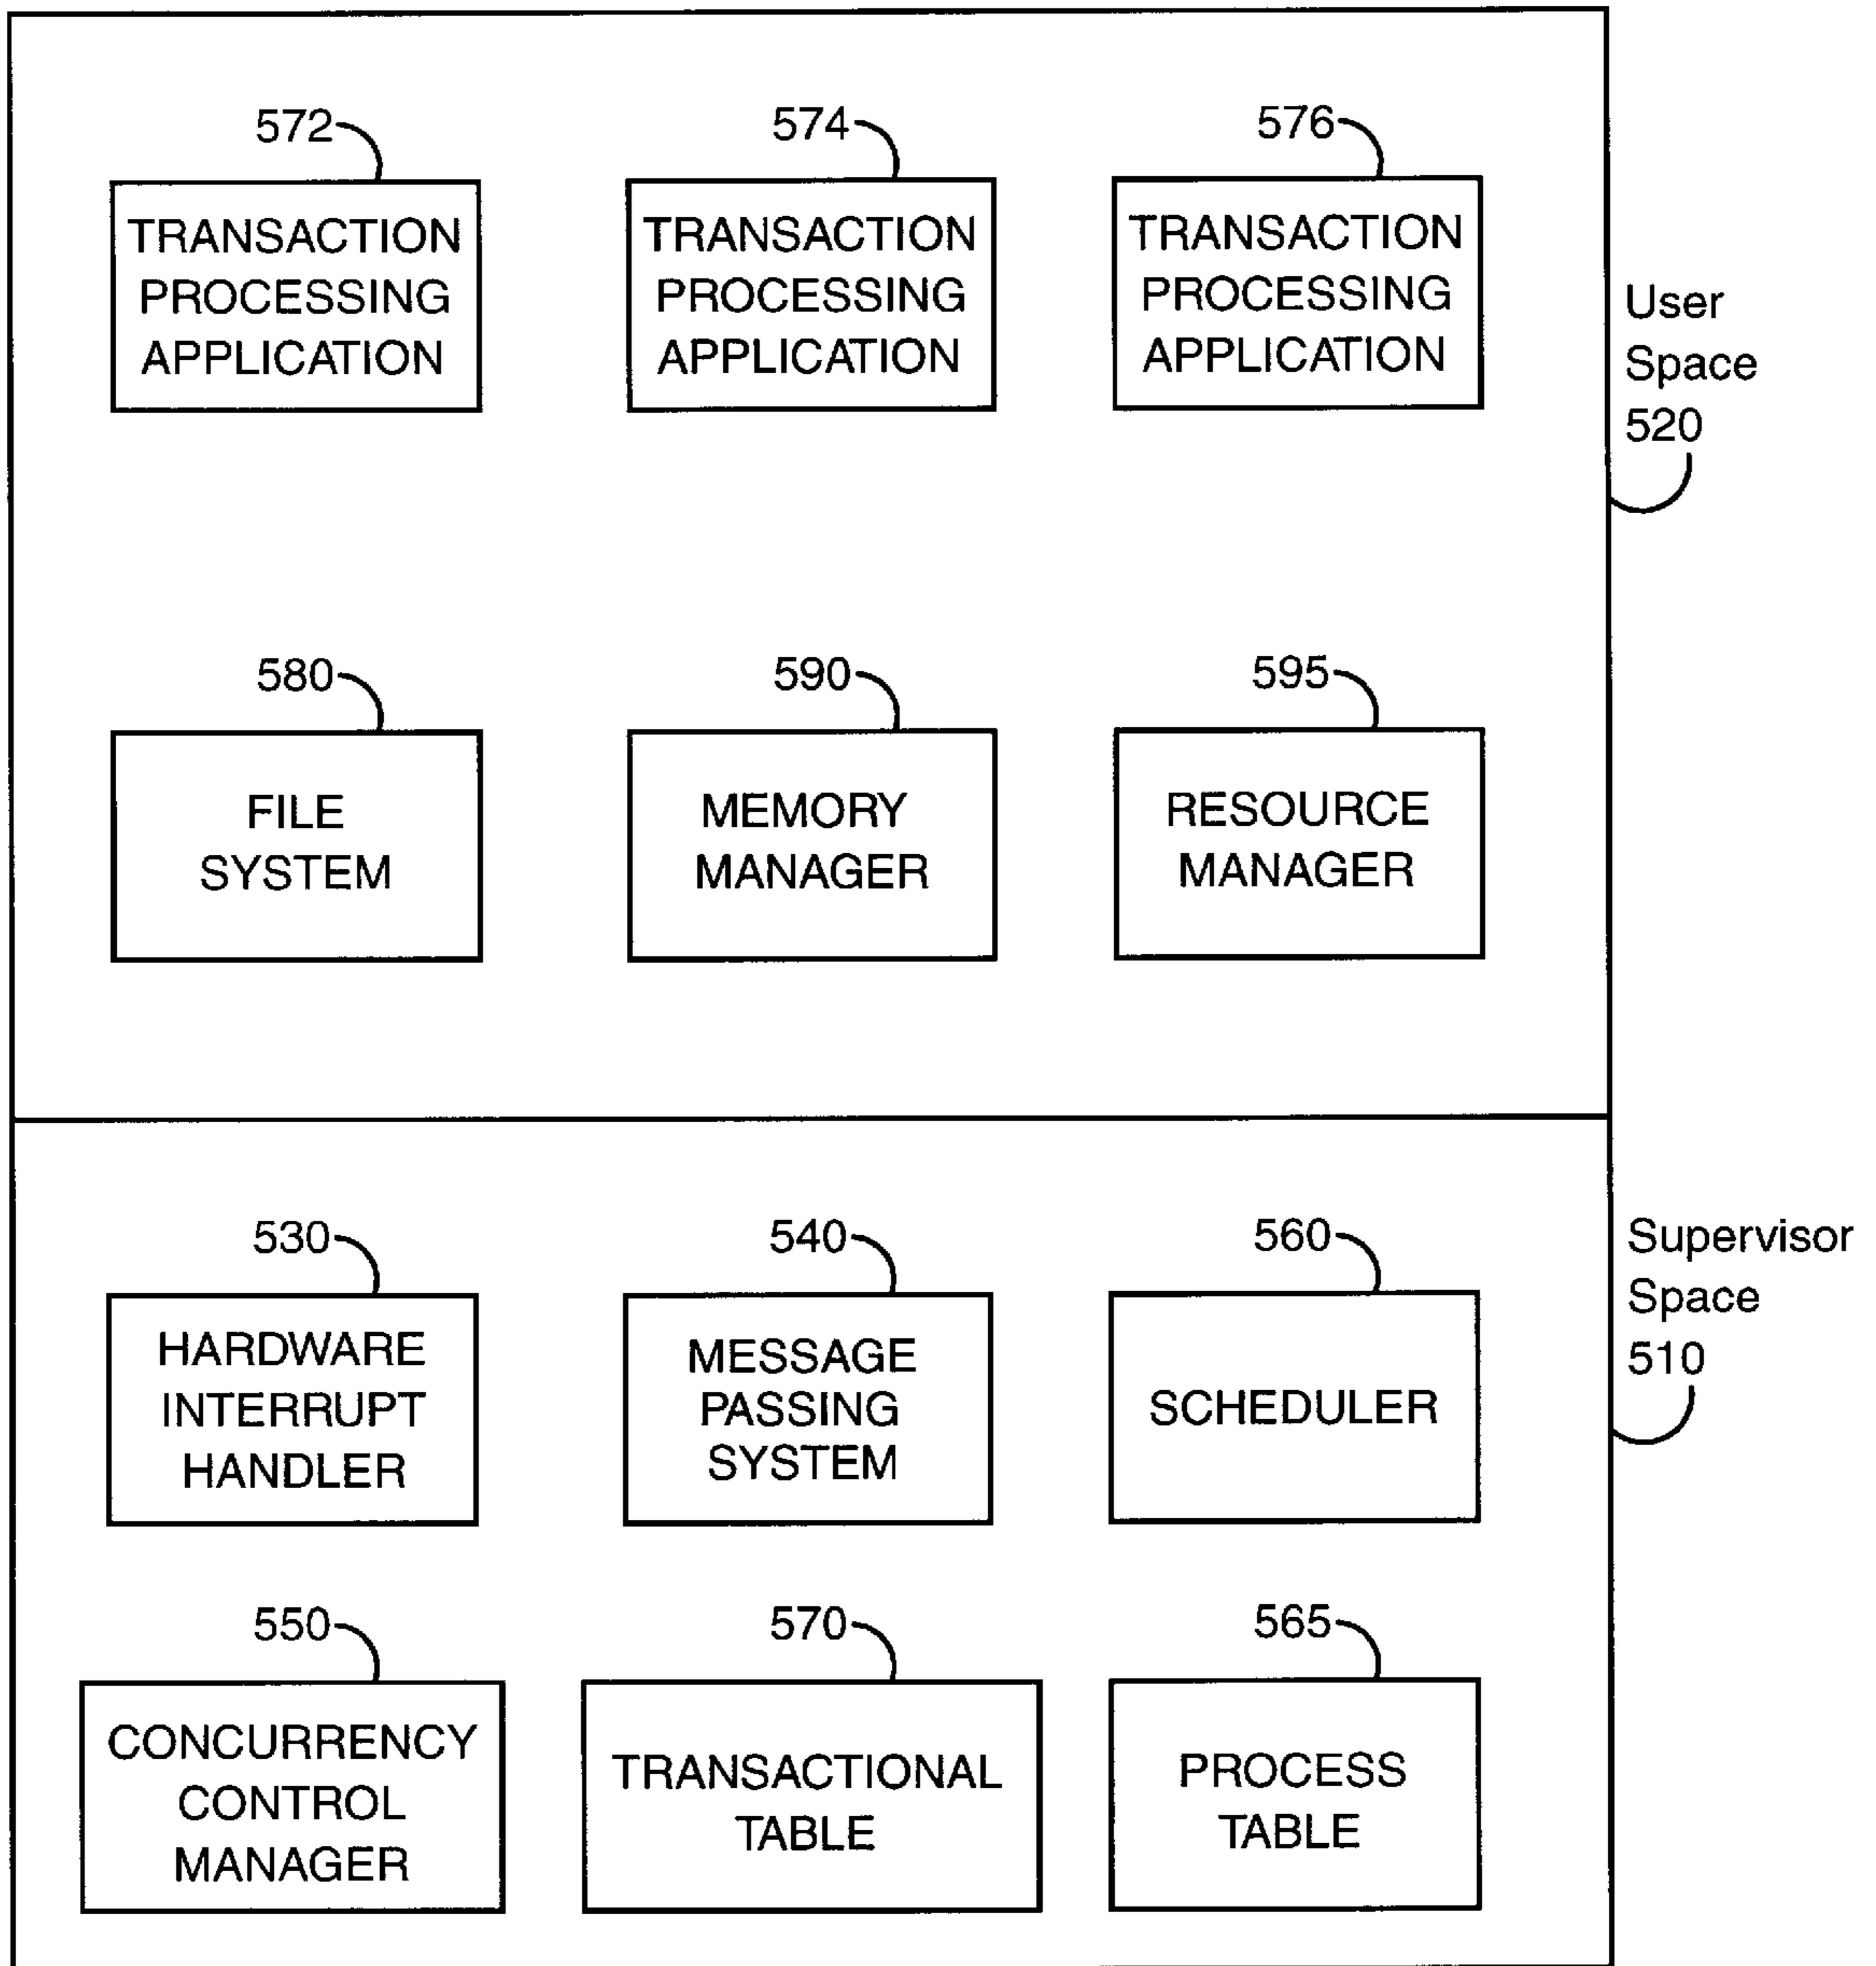 572
574
576
TRANSACTION
PROCESSING
APPLICATION
TRANSACTION
PROCESSING
APPLICATION
TRANSACTION
PROCESSING
APPLICATION
User
Space
520
580
590
595
FILE
SYSTEM
MEMORY
MANAGER
RESOURCE
MANAGER
530
540
560
HARDWARE
INTERRUPT
HANDLER
MESSAGE
PASSING
SYSTEM
SCHEDULER
Supervisor
Space
510
550
570
565
CONCURRENCY
CONTROL
MANAGER
TRANSACTIONAL
TABLE
PROCESS
TABLE